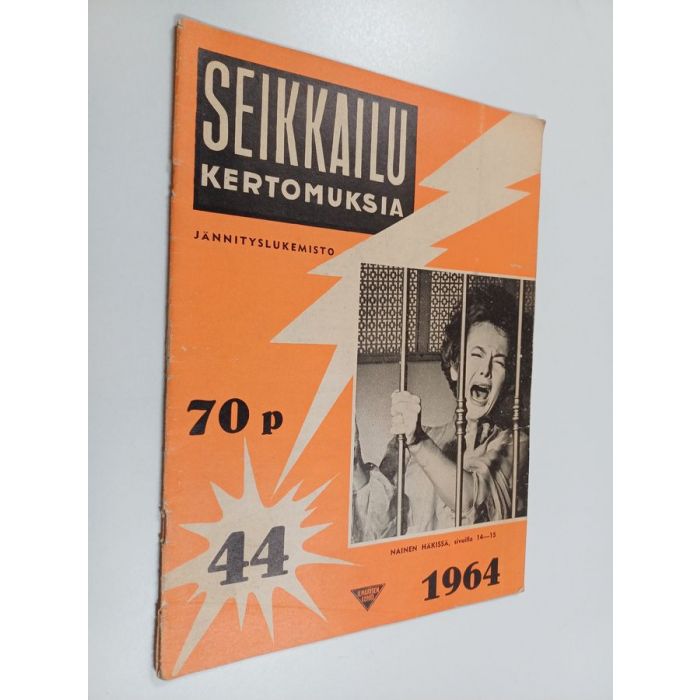 SEIKKAILU
KERTOMUKSIA
JÄNNITYSLUKEMISTO
70 p
NAINEN HÄKISSÄ, sivuilla 14—15
44
1964